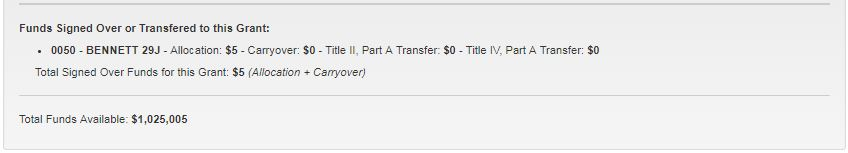 Funds Signed Over or Transfered to this Grant:
• 0050 - BENNETT 29J - Allocation: $5 - Carryover: $0 - Title II, Part A Transfer: $0 - Title IV, Part A Transfer: $0
Total Signed Over Funds for this Grant: $5 (Allocation + Carryover)
Total Funds Available: $1,025,005